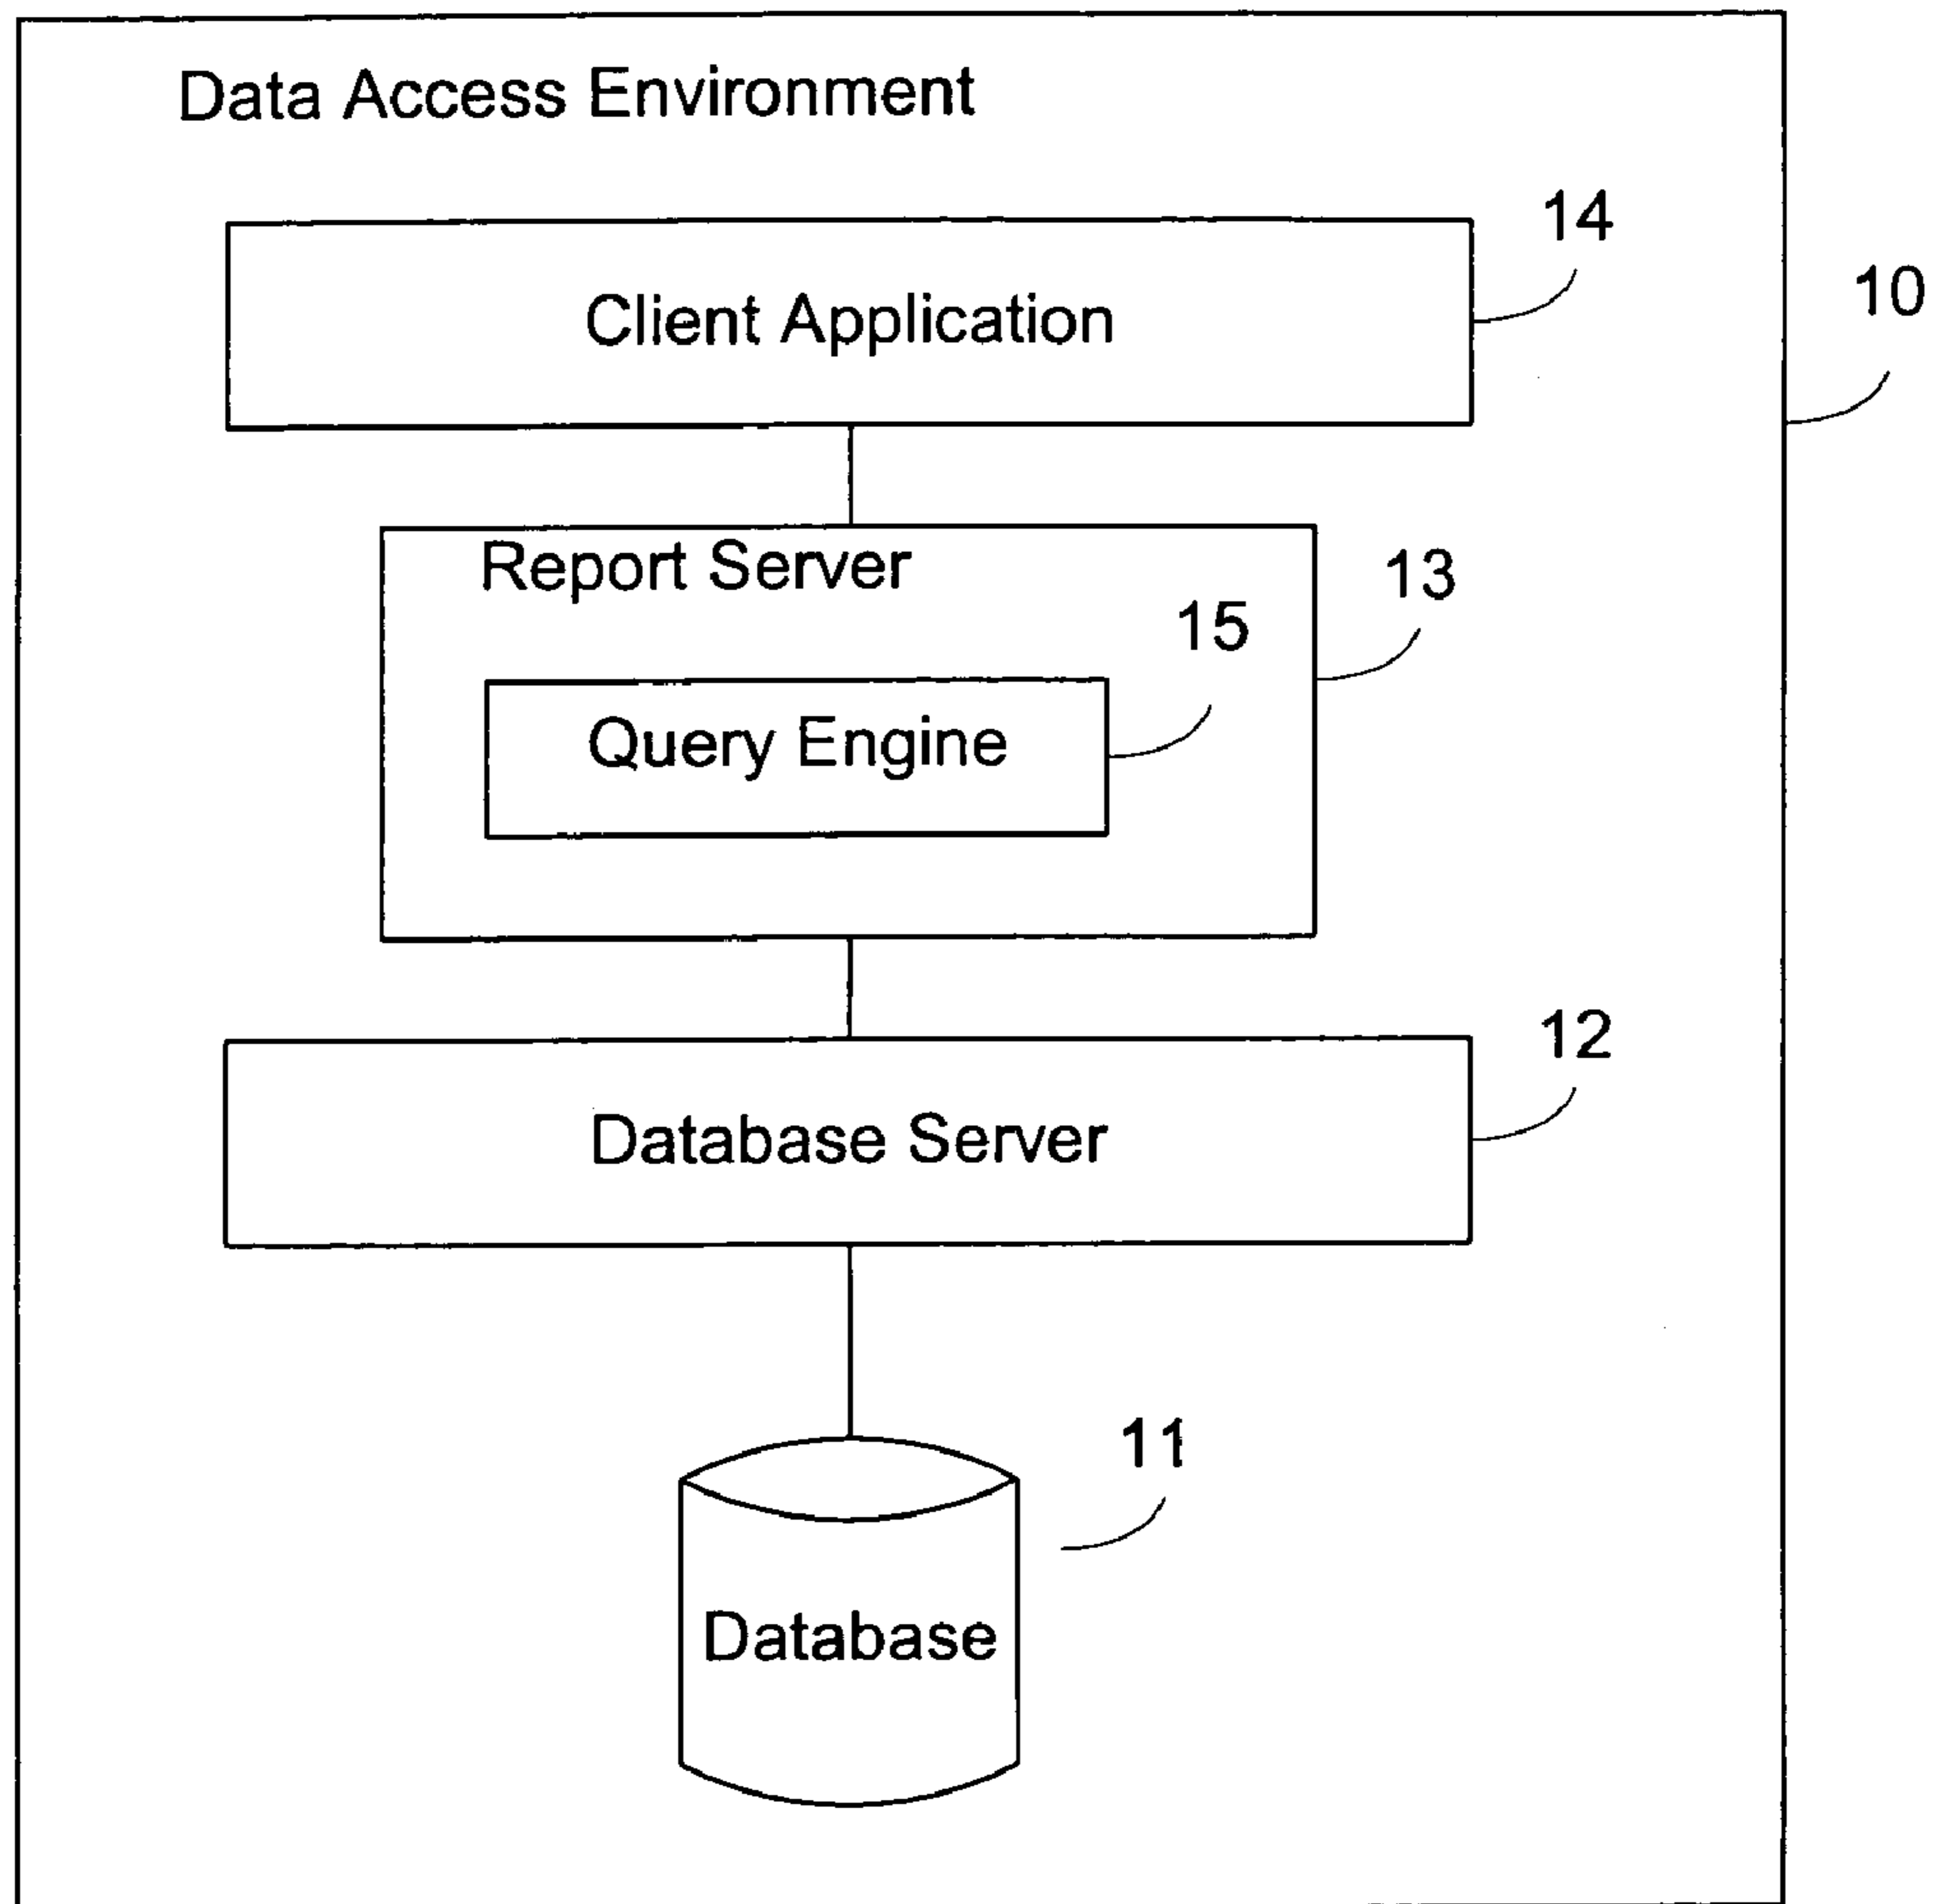 Data Access Environment
14
Client Application
10
Report Server
13
15
Query Engine
12
Database Server
11
Database